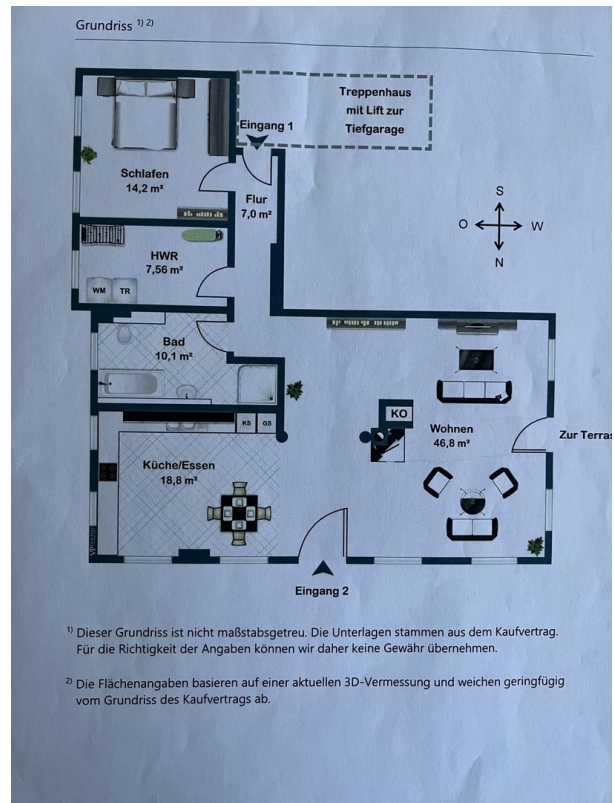 Grundriss ¹⁾ ²⁾
Treppenhaus
mit Lift zur
Tiefgarage
Eingang 1
Schlafen
14,2 m²
Flur
7,0 m²
S
O
W
N
HWR
7,56 m²
WM
TR
Bad
10,1 m²
KO
Wohnen
46,8 m²
Zur Terras
KS
GS
Küche/Essen
18,8 m²
Eingang 2
¹⁾ Dieser Grundriss ist nicht maßstabsgetreu. Die Unterlagen stammen aus dem Kaufvertrag.
Für die Richtigkeit der Angaben können wir daher keine Gewähr übernehmen.
²⁾ Die Flächenangaben basieren auf einer aktuellen 3D-Vermessung und weichen geringfügig
vom Grundriss des Kaufvertrags ab.